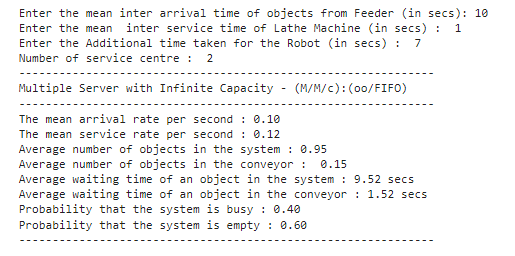 Enter the mean inter arrival time of objects from Feeder (in secs): 10
Enter the mean  inter service time of Lathe Machine (in secs) :  1
Enter the Additional time taken for the Robot (in secs) :  7
Number of service centre :  2
--------------------------------------------------------------
Multiple Server with Infinite Capacity - (M/M/c):(oo/FIFO)
--------------------------------------------------------------
The mean arrival rate per second : 0.10
The mean service rate per second : 0.12
Average number of objects in the system : 0.95
Average number of objects in the conveyor :  0.15
Average waiting time of an object in the system : 9.52 secs
Average waiting time of an object in the conveyor : 1.52 secs
Probability that the system is busy : 0.40
Probability that the system is empty : 0.60
--------------------------------------------------------------